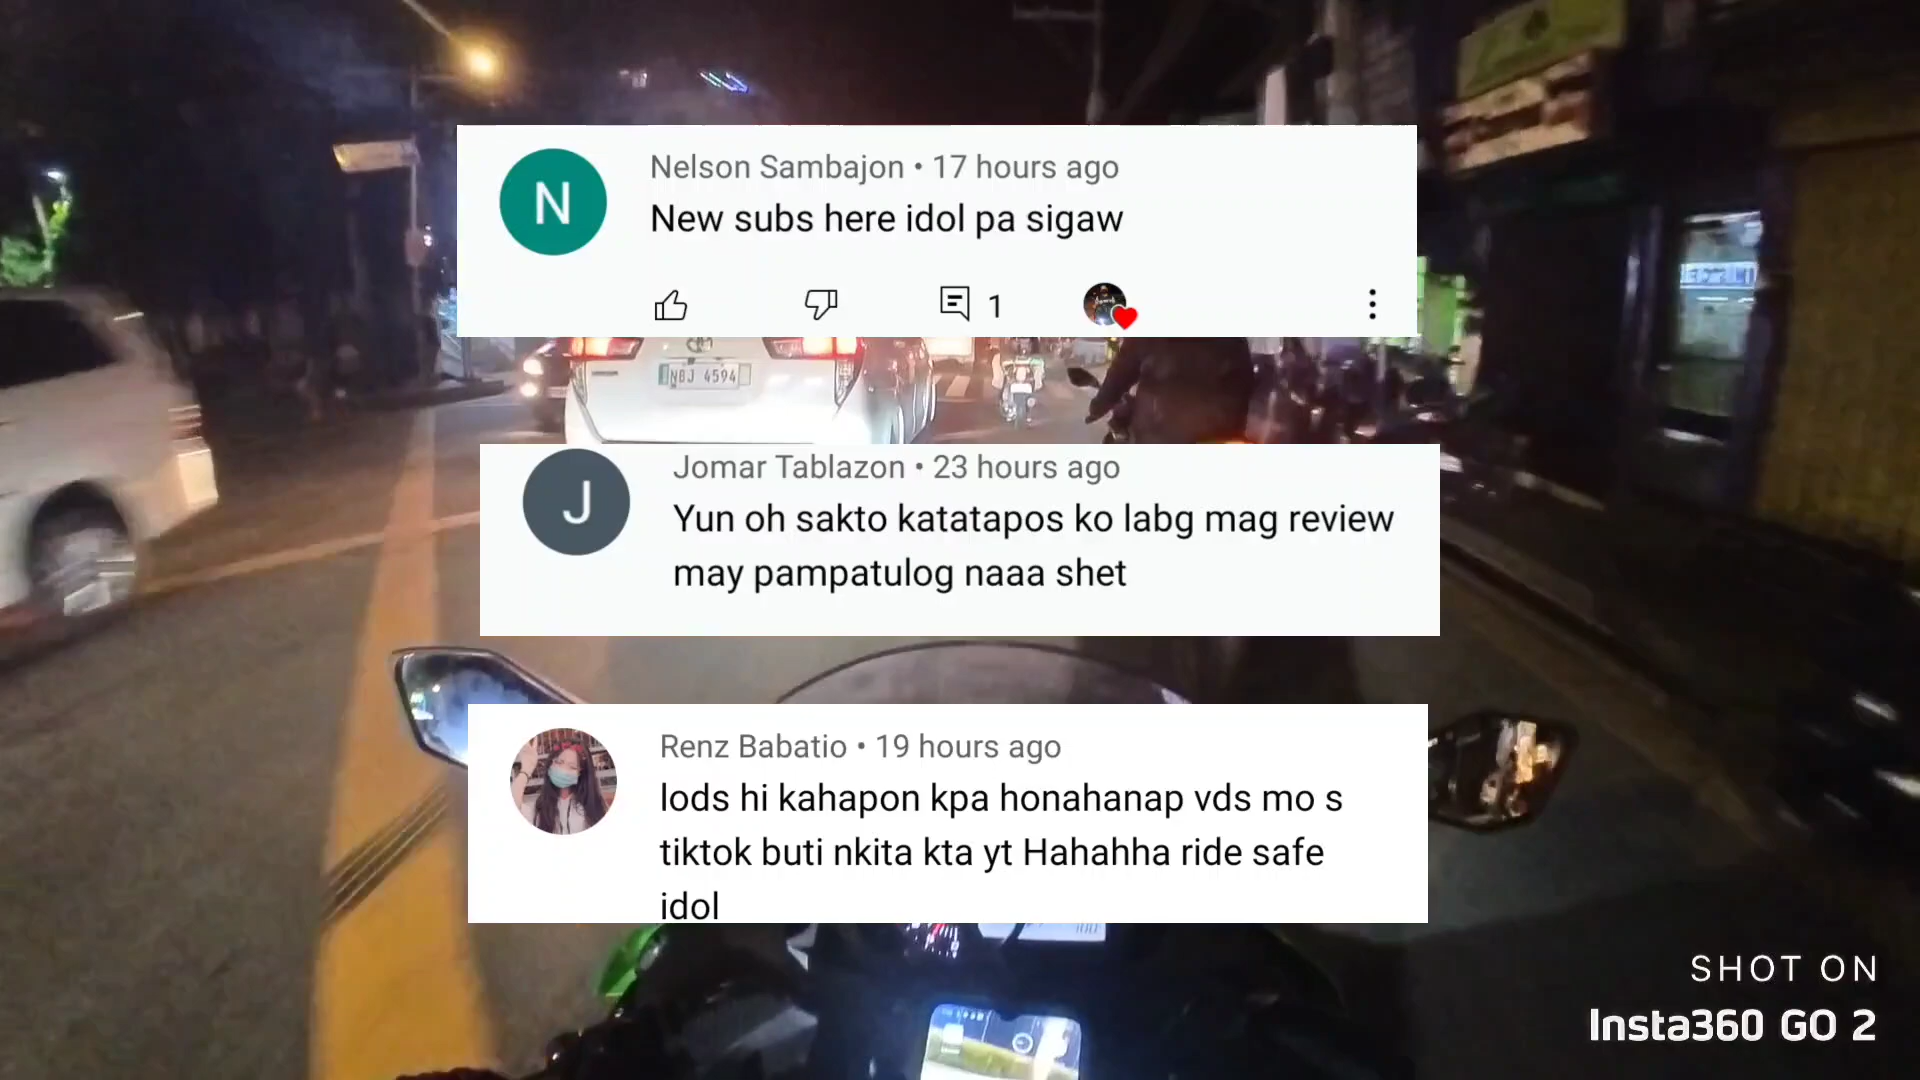 Nelson Sambajon • 17 hours ago
N
New subs here idol pa sigaw
1
NBJ 4594
Jomar Tablazon • 23 hours ago
J
Yun oh sakto katatapos ko labg mag review
may pampatulog naaa shet
Renz Babatio • 19 hours ago
lods hi kahapon kpa honahanap vds mo s
tiktok buti nkita kta yt Hahahha ride safe
idol
SHOT ON
Insta360 GO 2